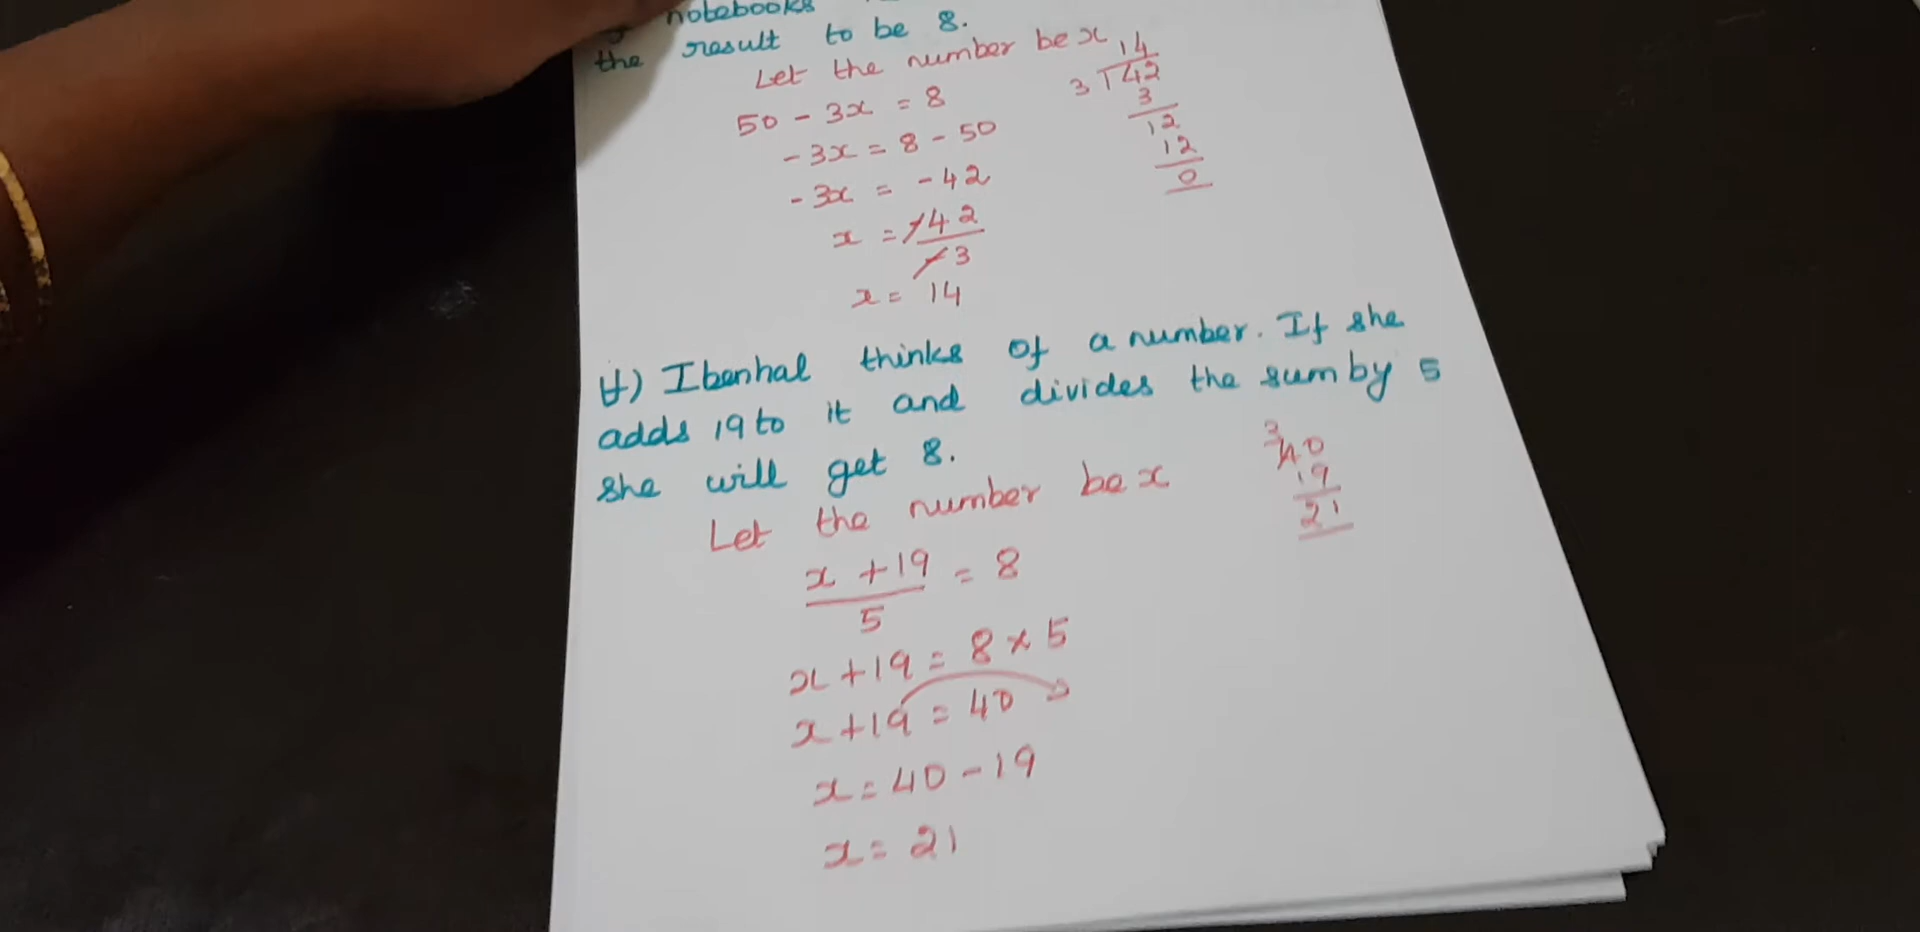 notebooks
the result to be 8.
Let the number be x
50 - 3x = 8
- 3x = 8 - 50
- 3x = - 42
x = -42
-3
x = 14
14
3 42
3
12
12
0
Ibenhal thinks of a number. If she
adds 19 to it and divides the sum by 5
she will get 8.
Let the number be x
x + 19 = 8
5
x + 19 = 8 x 5
x + 19 = 40
x = 40 - 19
x = 21
3
40
19
21